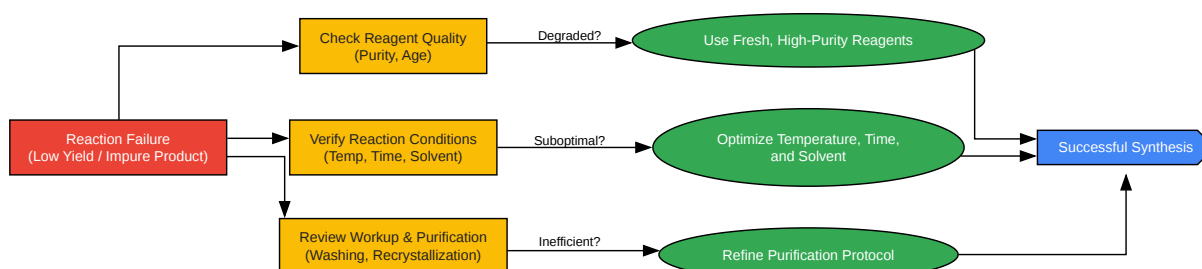 Check Reagent Quality
(Purity, Age)
Degraded?
Use Fresh, High-Purity Reagents
Reaction Failure
(Low Yield / Impure Product)
Verify Reaction Conditions
(Temp, Time, Solvent)
Suboptimal?
Optimize Temperature, Time,
and Solvent
Successful Synthesis
Review Workup & Purification
(Washing, Recrystallization)
Inefficient?
Refine Purification Protocol